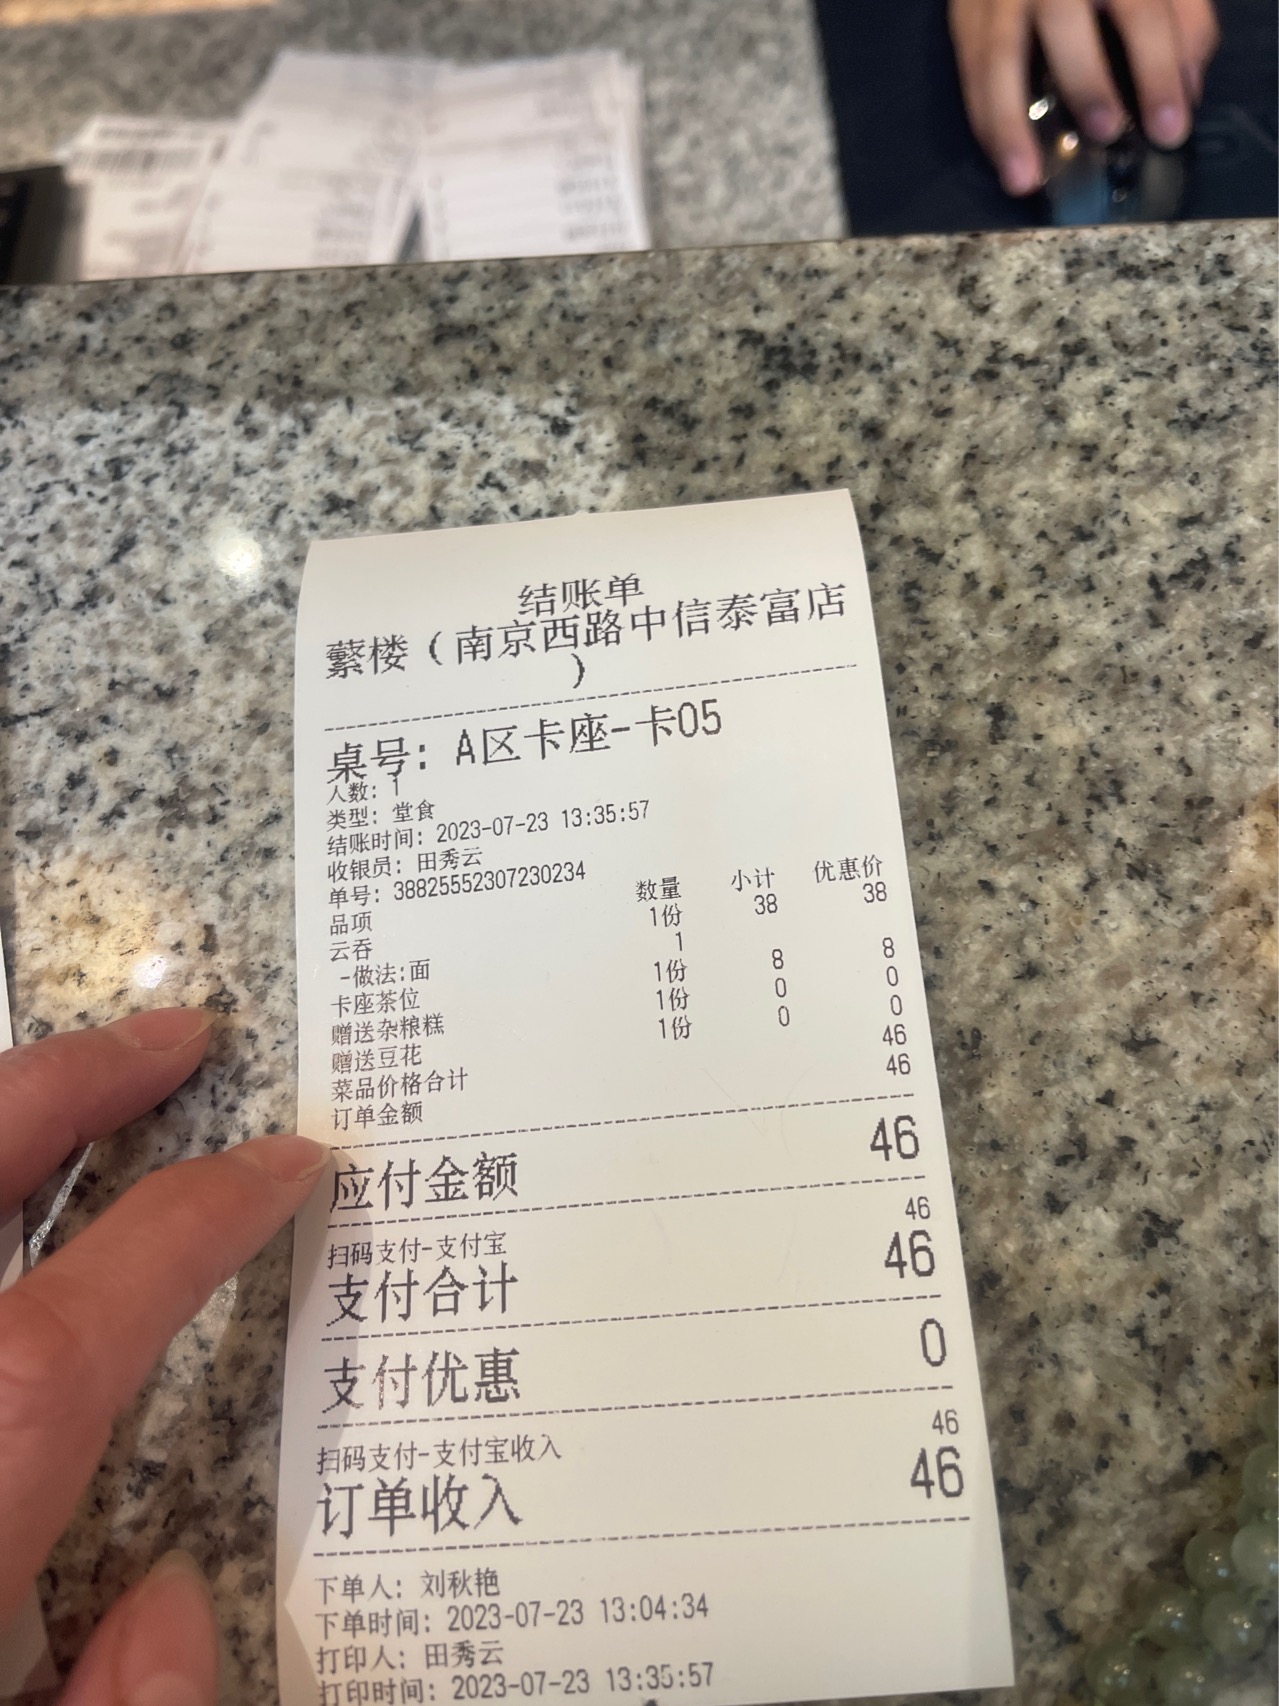 结账单
蘩楼（南京西路中信泰富店
）
桌号：A区卡座-卡05
人数：1
类型：堂食
结账时间：2023-07-23 13:35:57
收银员：田秀云
单号：38825552307230234
品项 数量 小计 优惠价
云吞 1份 38 38
-做法:面 1
卡座茶位 1份 8 8
赠送杂粮糕 1份 0 0
赠送豆花 1份 0 0
菜品价格合计 46
订单金额 46
应付金额 46
扫码支付-支付宝 46
支付合计 46
支付优惠 0
扫码支付-支付宝收入 46
订单收入 46
下单人：刘秋艳
下单时间：2023-07-23 13:04:34
打印人：田秀云
打印时间：2023-07-23 13:35:57